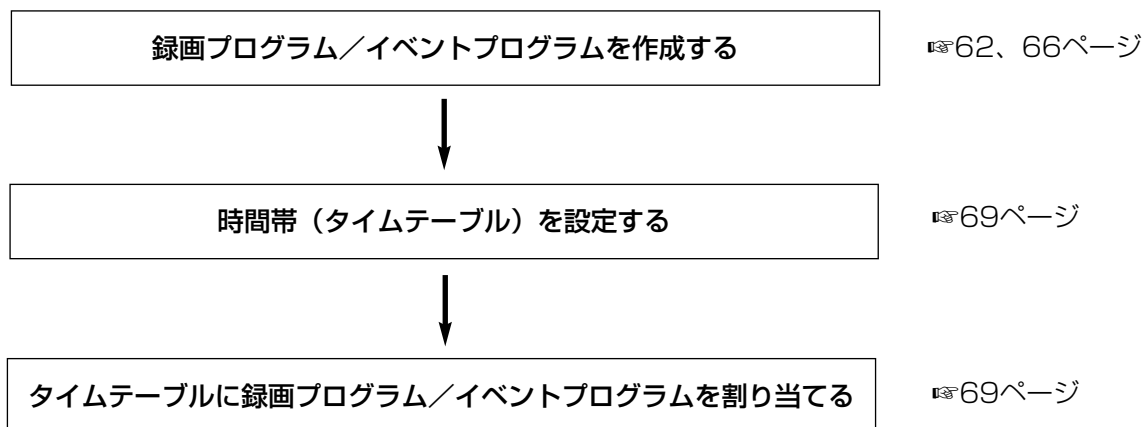 録画プログラム／イベントプログラムを作成する ☞62、66ページ
時間帯（タイムテーブル）を設定する ☞69ページ
タイムテーブルに録画プログラム／イベントプログラムを割り当てる ☞69ページ